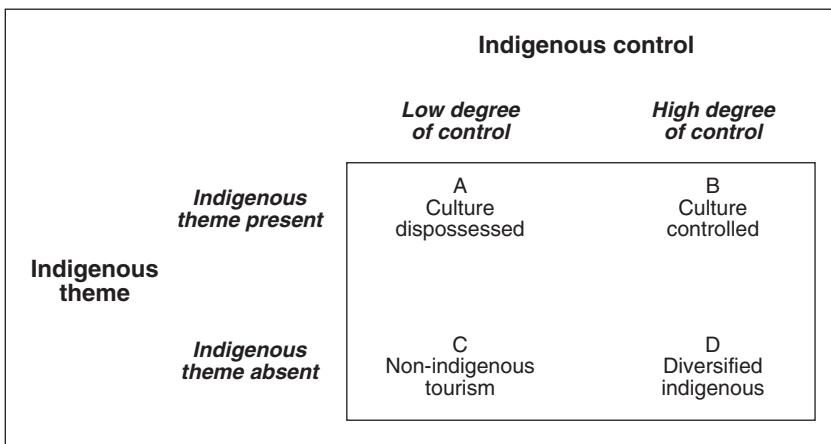 Indigenous control
Low degree
of control
High degree
of control
Indigenous
theme present
A
Culture
dispossessed
B
Culture
controlled
Indigenous
theme
Indigenous
theme absent
C
Non-indigenous
tourism
D
Diversified
indigenous